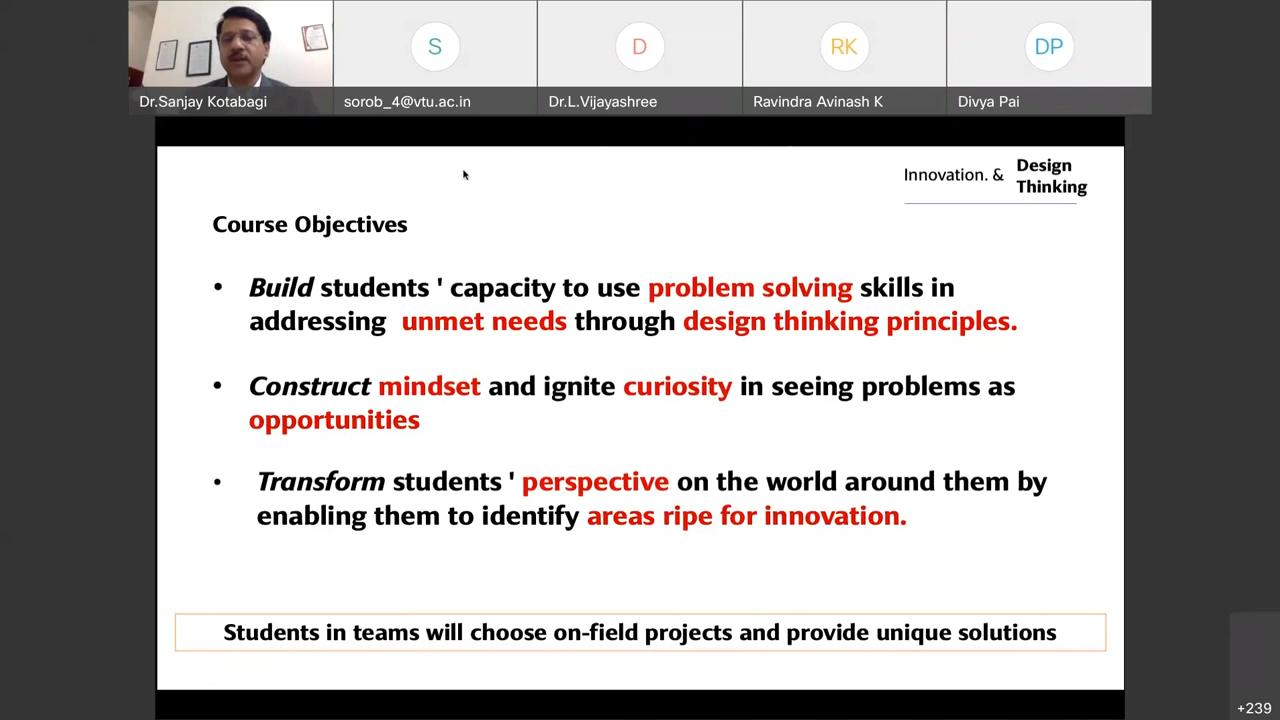 S
D
RK
DP
Dr.Sanjay Kotabagi
sorob_4@vtu.ac.in
Dr.L.Vijayashree
Ravindra Avinash K
Divya Pai
Innovation. & Design Thinking
Course Objectives
• Build students ' capacity to use problem solving skills in
addressing unmet needs through design thinking principles.
• Construct mindset and ignite curiosity in seeing problems as
opportunities
• Transform students ' perspective on the world around them by
enabling them to identify areas ripe for innovation.
Students in teams will choose on-field projects and provide unique solutions
+239